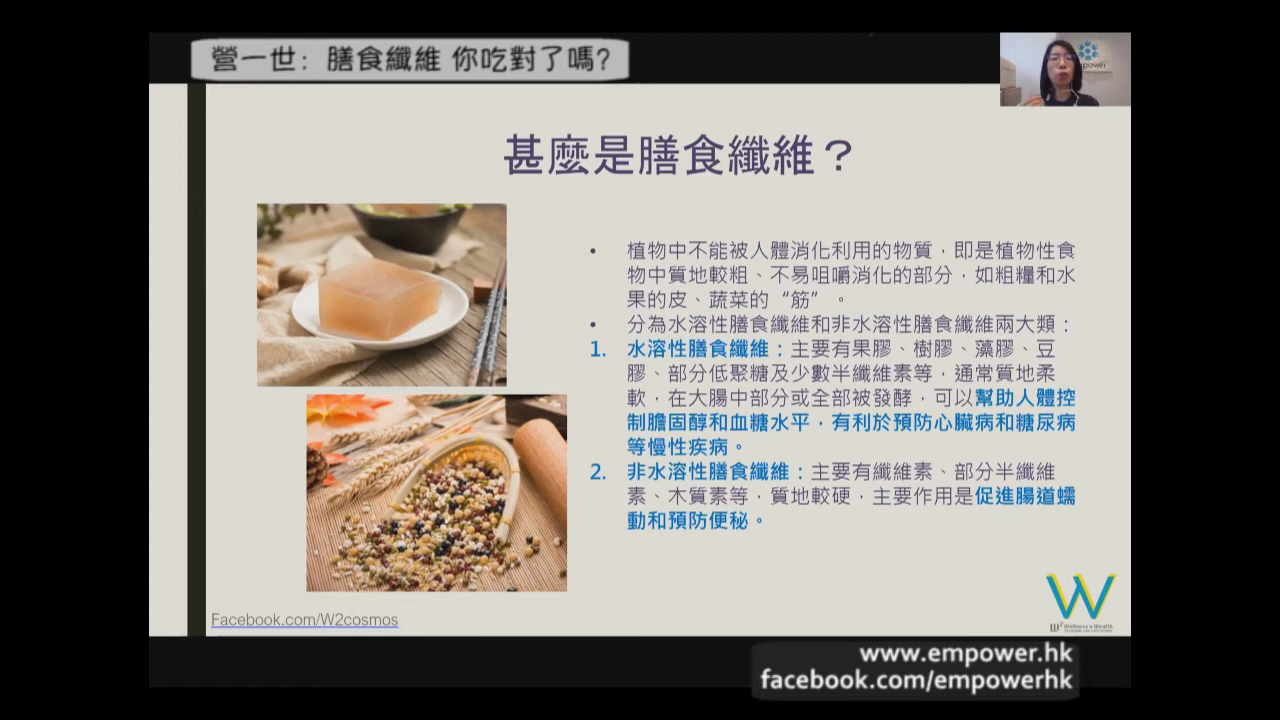 營一世：膳食纖維 你吃對了嗎?
empower
甚麼是膳食纖維？
• 植物中不能被人體消化利用的物質，即是植物性食
物中質地較粗、不易咀嚼消化的部分，如粗糧和水
果的皮、蔬菜的“筋”。
• 分為水溶性膳食纖維和非水溶性膳食纖維兩大類：
1. 水溶性膳食纖維：主要有果膠、樹膠、藻膠、豆
膠、部分低聚糖及少數半纖維素等，通常質地柔
軟，在大腸中部分或全部被發酵，可以幫助人體控
制膽固醇和血糖水平，有利於預防心臟病和糖尿病
等慢性疾病。
2. 非水溶性膳食纖維：主要有纖維素、部分半纖維
素、木質素等，質地較硬，主要作用是促進腸道蠕
動和預防便秘。
Facebook.com/W2cosmos
W
W² Wellness x Wealth
www.empower.hk
facebook.com/empowerhk